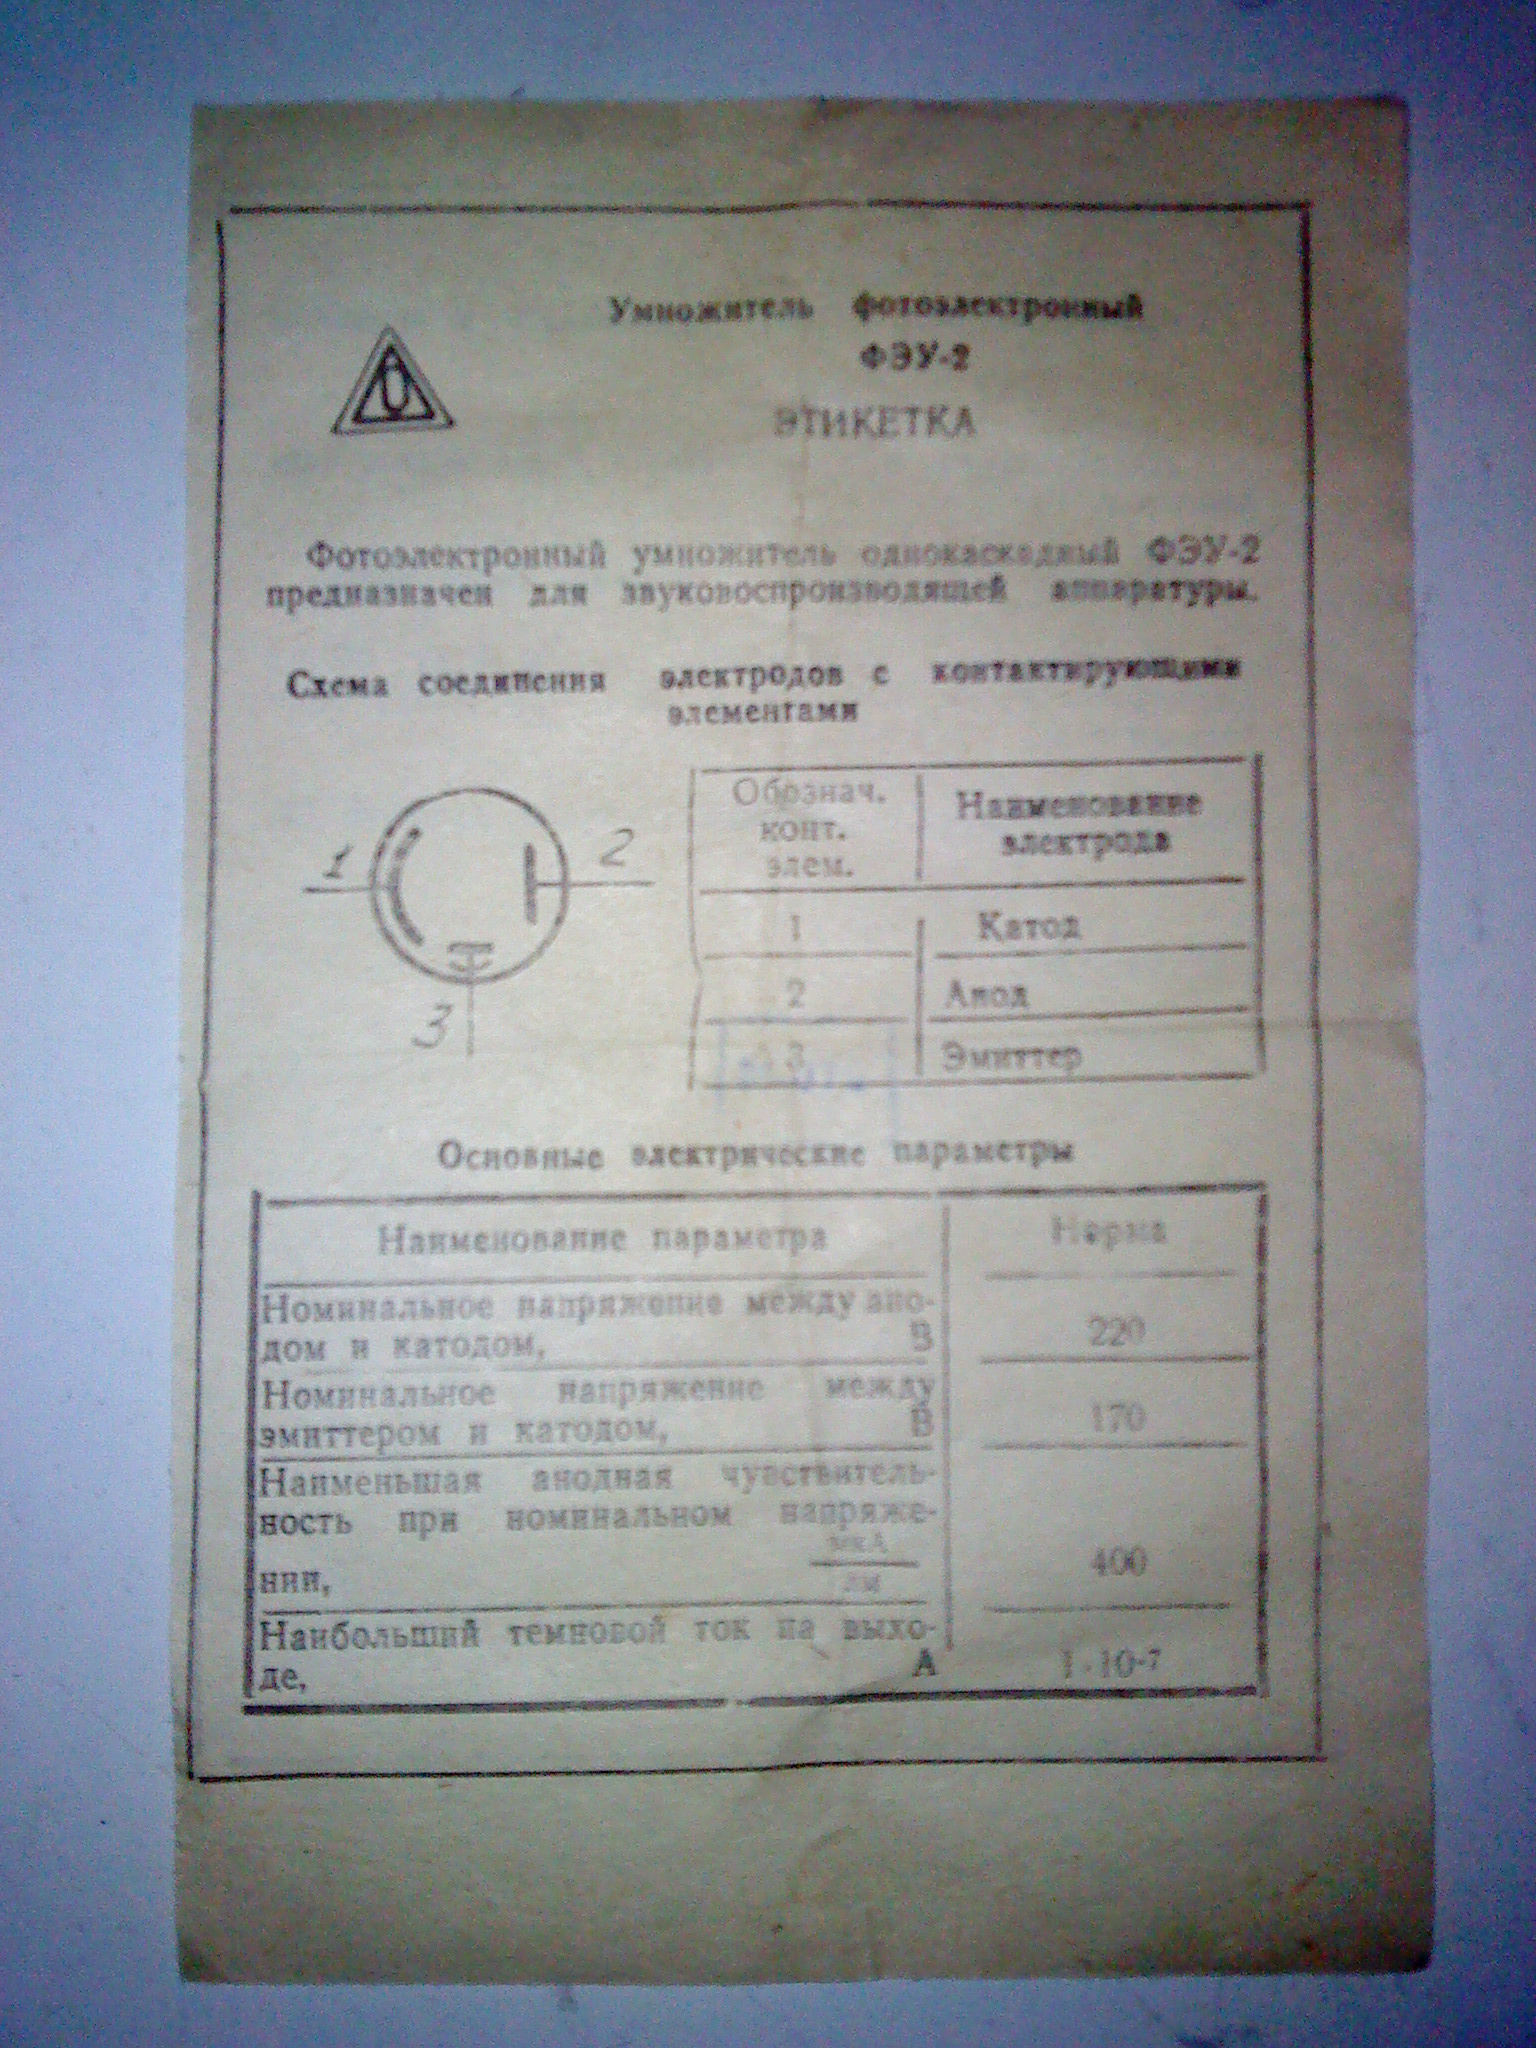 Умножитель фотоэлектронный
ФЭУ-2
ЭТИКЕТКА
Фотоэлектронный умножитель однокаскадный ФЭУ-2
предназначен для звуковоспроизводящей аппаратуры.
Схема соединения электродов с контактирующими
элементами
1
2
3
Обознач.
конт.
элем.
Наименование
электрода
1 Катод
2 Анод
3 Эмиттер
Основные электрические параметры
Наименование параметра Норма
Номинальное напряжение между ано-
дом и катодом, В 220
Номинальное напряжение между
эмиттером и катодом, В 170
Наименьшая анодная чувствитель-
ность при номинальном напряже-
нии, мкА/лм 400
Наибольший темновой ток на выхо-
де, А 1·10-7